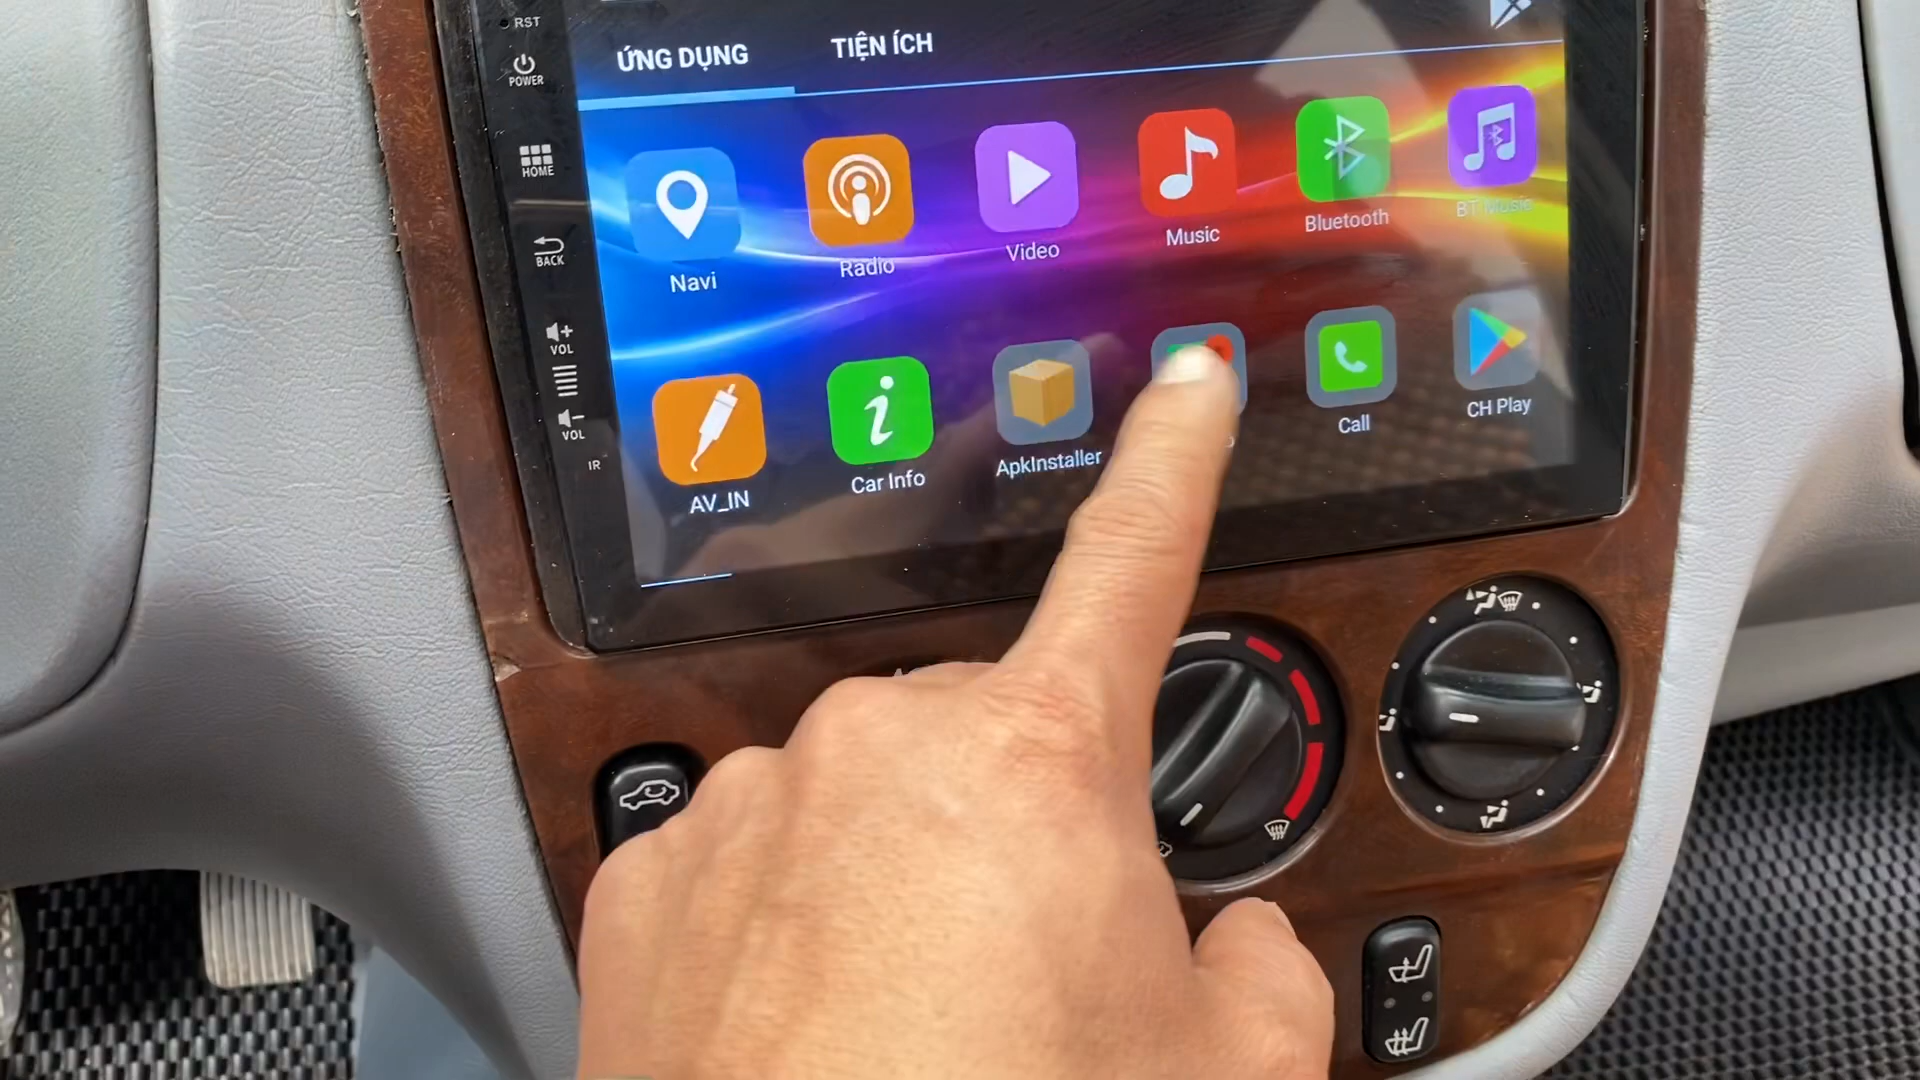 RST
POWER
HOME
BACK
VOL
VOL
IR
ỨNG DỤNG
TIỆN ÍCH
Navi
Radio
Video
Music
Bluetooth
BT Music
AV_IN
Car Info
ApkInstaller
Call
CH Play